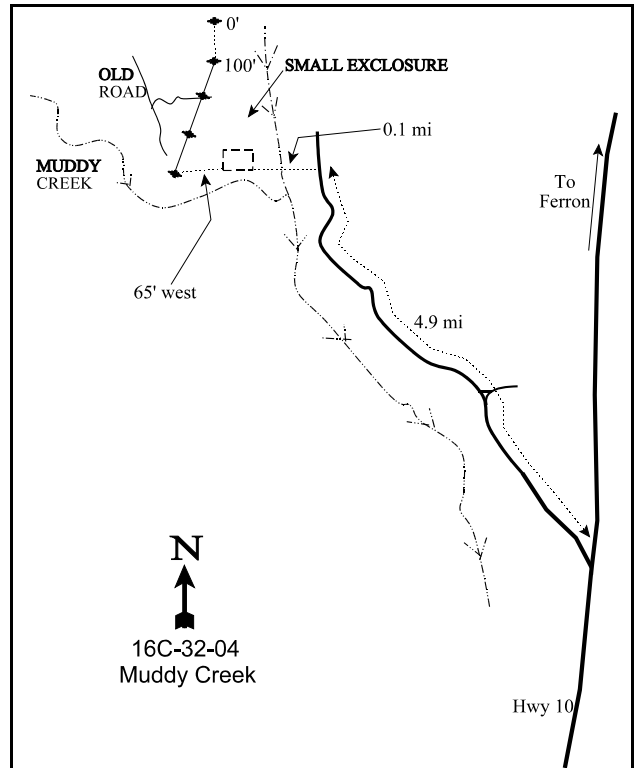 0'
100'
SMALL EXCLOSURE
OLD
ROAD
0.1 mi
MUDDY
CREEK
To
Ferron
65' west
4.9 mi
N
16C-32-04
Muddy Creek
Hwy 10